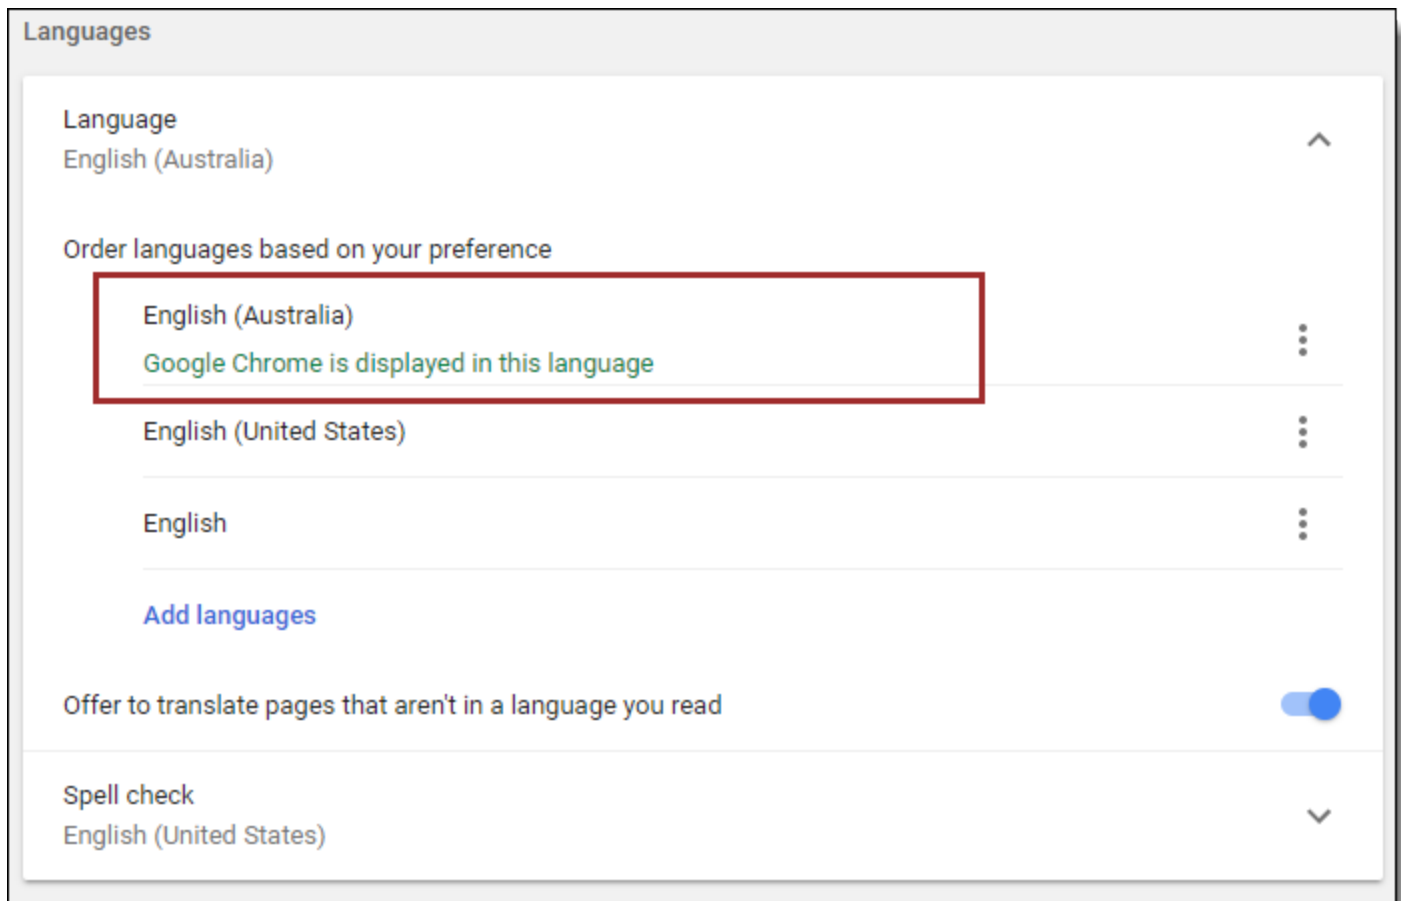 Languages
Language
English (Australia)
Order languages based on your preference
English (Australia)
Google Chrome is displayed in this language
English (United States)
English
Add languages
Offer to translate pages that aren't in a language you read
Spell check
English (United States)